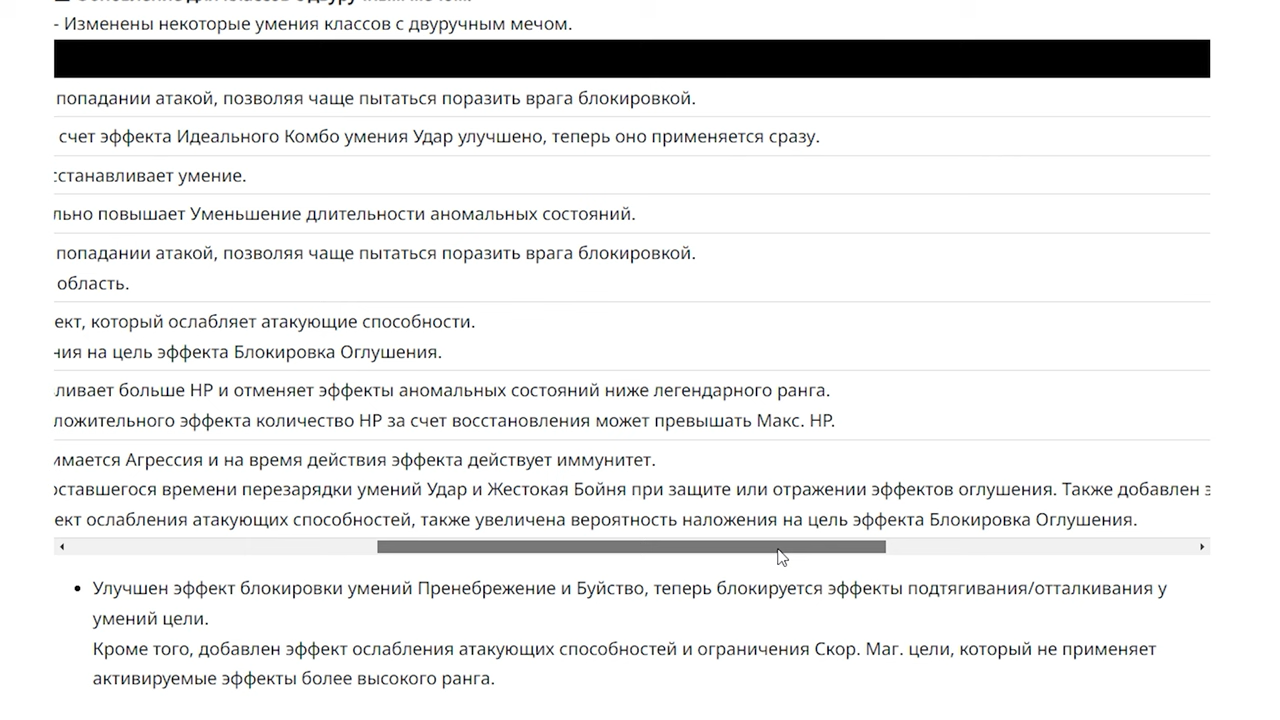 - Изменены некоторые умения классов с двуручным мечом.
попадании атакой, позволяя чаще пытаться поразить врага блокировкой.
счет эффекта Идеального Комбо умения Удар улучшено, теперь оно применяется сразу.
сстанавливает умение.
льно повышает Уменьшение длительности аномальных состояний.
попадании атакой, позволяя чаще пытаться поразить врага блокировкой.
область.
ект, который ослабляет атакующие способности.
ния на цель эффекта Блокировка Оглушения.
ливает больше HP и отменяет эффекты аномальных состояний ниже легендарного ранга.
ложительного эффекта количество HP за счет восстановления может превышать Макс. HP.
имается Агрессия и на время действия эффекта действует иммунитет.
оставшегося времени перезарядки умений Удар и Жестокая Бойня при защите или отражении эффектов оглушения. Также добавлен э
ект ослабления атакующих способностей, также увеличена вероятность наложения на цель эффекта Блокировка Оглушения.
• Улучшен эффект блокировки умений Пренебрежение и Буйство, теперь блокируется эффекты подтягивания/отталкивания у
умений цели.
Кроме того, добавлен эффект ослабления атакующих способностей и ограничения Скор. Маг. цели, который не применяет
активируемые эффекты более высокого ранга.